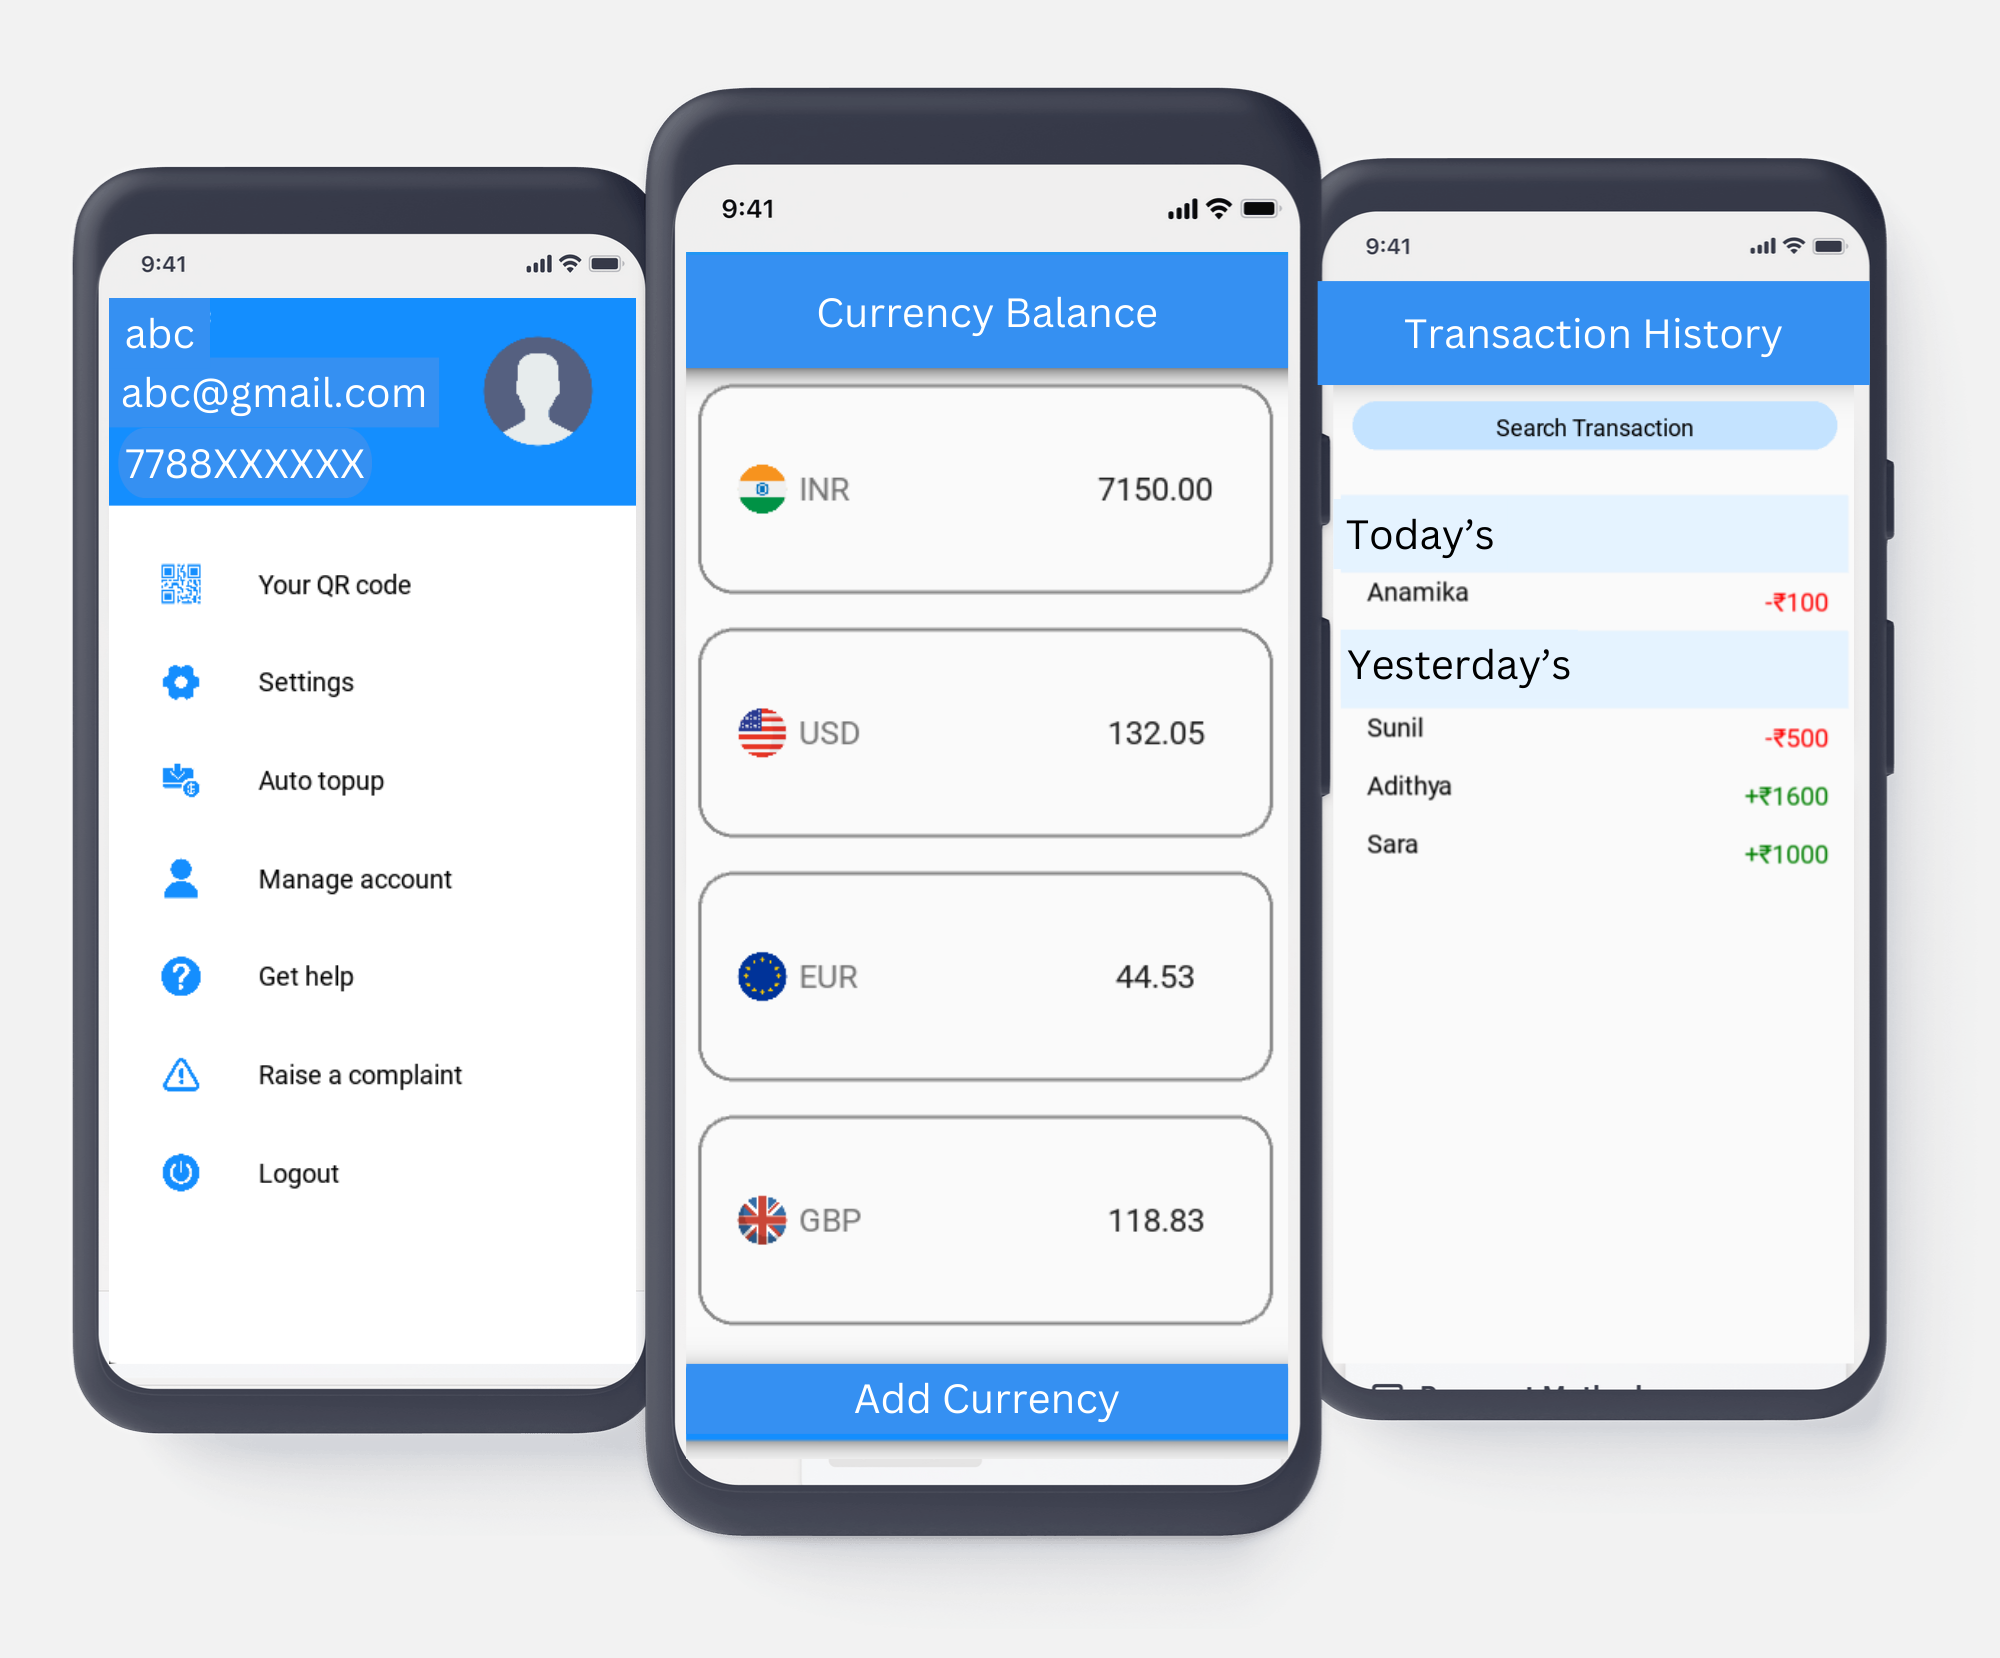 9:41
abc
abc@gmail.com
7788XXXXXX
Your QR code
Settings
Auto topup
Manage account
Get help
Raise a complaint
Logout
9:41
Currency Balance
INR 7150.00
USD 132.05
EUR 44.53
GBP 118.83
Add Currency
9:41
Transaction History
Search Transaction
Today’s
Anamika -₹100
Yesterday’s
Sunil -₹500
Adithya +₹1600
Sara +₹1000